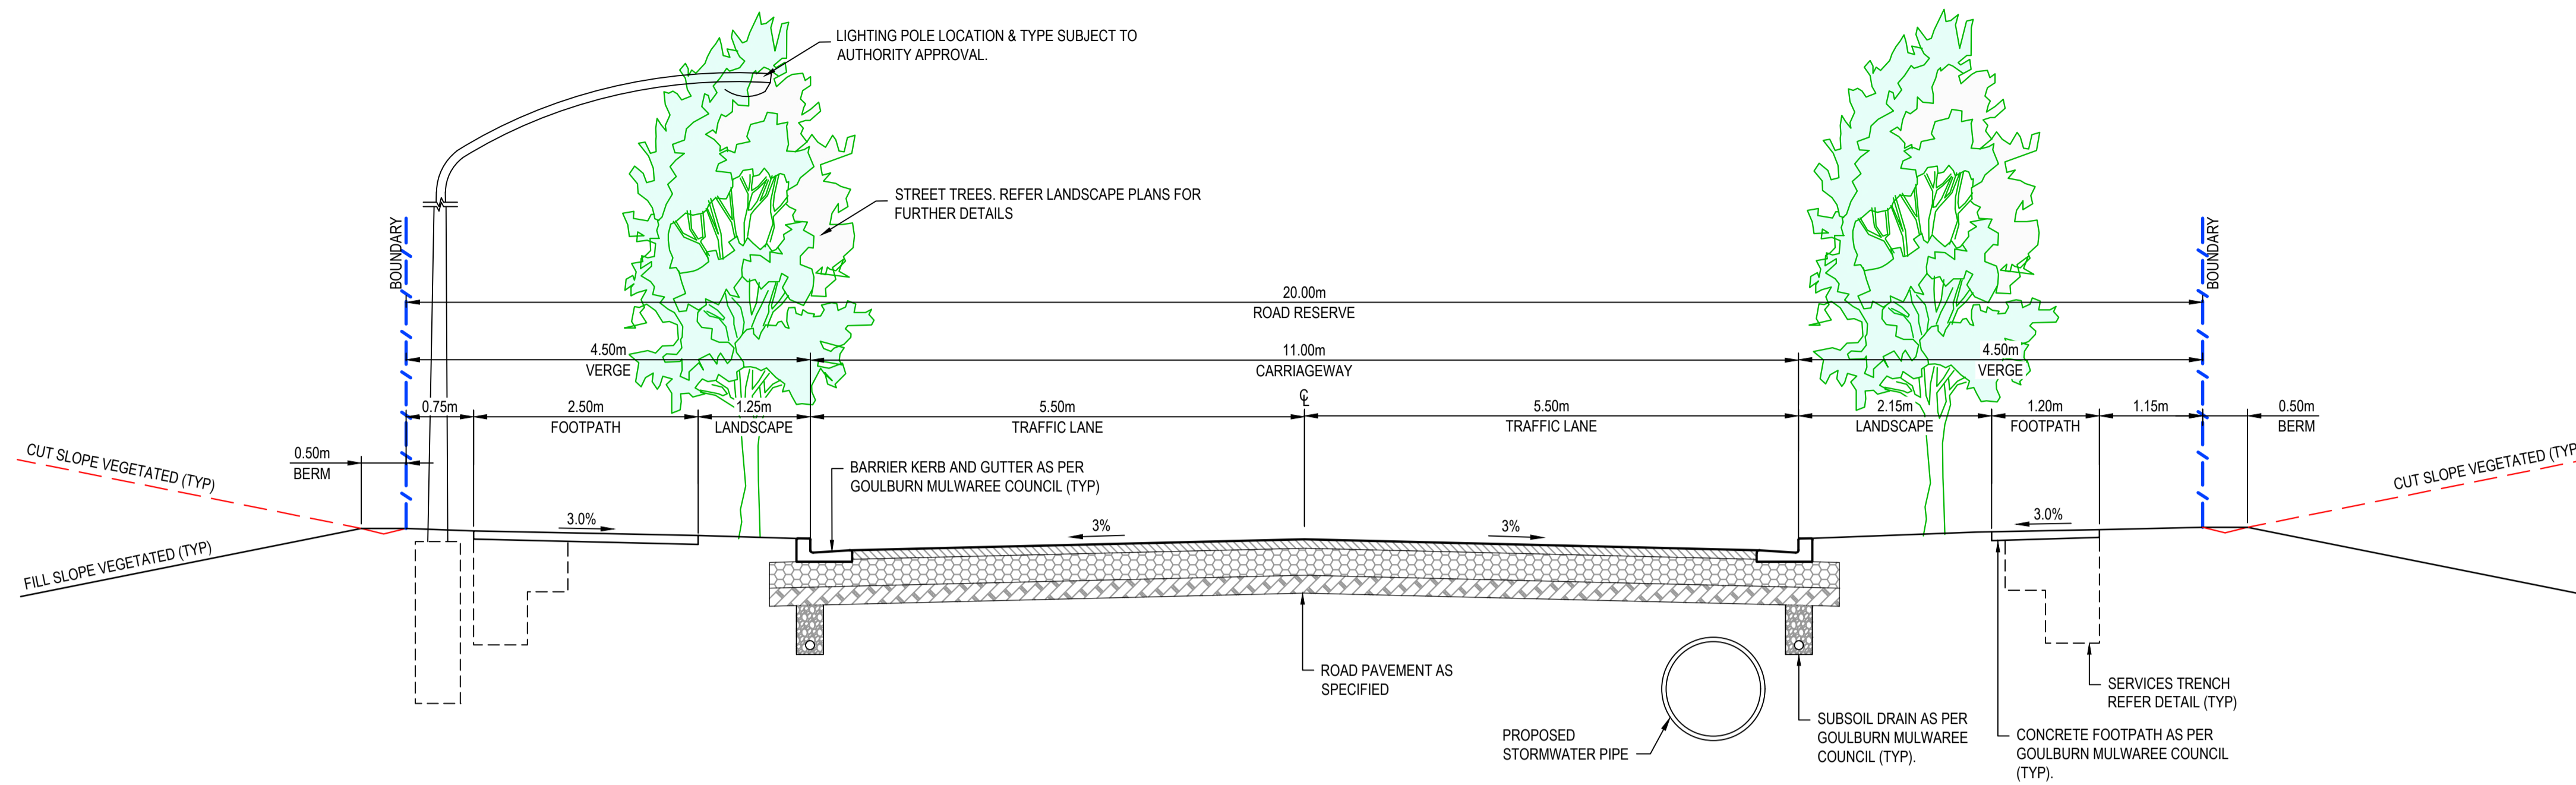 LIGHTING POLE LOCATION & TYPE SUBJECT TO
AUTHORITY APPROVAL.
STREET TREES. REFER LANDSCAPE PLANS FOR
FURTHER DETAILS
BOUNDARY
BOUNDARY
20.00m
ROAD RESERVE
4.50m
VERGE
11.00m
CARRIAGEWAY
4.50m
VERGE
0.75m
2.50m
FOOTPATH
1.25m
LANDSCAPE
5.50m
TRAFFIC LANE
℄
5.50m
TRAFFIC LANE
2.15m
LANDSCAPE
1.20m
FOOTPATH
1.15m
0.50m
BERM
0.50m
BERM
CUT SLOPE VEGETATED (TYP)
FILL SLOPE VEGETATED (TYP)
CUT SLOPE VEGETATED (TYP
BARRIER KERB AND GUTTER AS PER
GOULBURN MULWAREE COUNCIL (TYP)
3.0%
3%
3%
3.0%
ROAD PAVEMENT AS
SPECIFIED
PROPOSED
STORMWATER PIPE
SUBSOIL DRAIN AS PER
GOULBURN MULWAREE
COUNCIL (TYP).
SERVICES TRENCH
REFER DETAIL (TYP)
CONCRETE FOOTPATH AS PER
GOULBURN MULWAREE COUNCIL
(TYP).